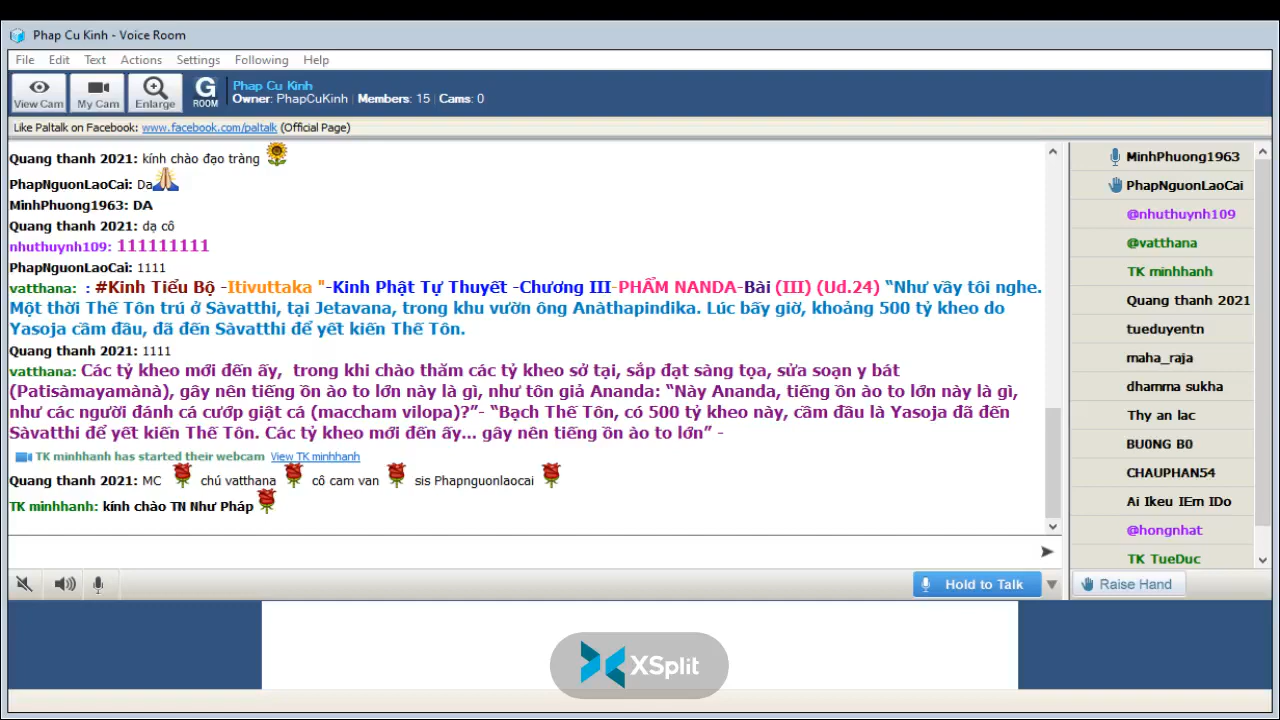 Phap Cu Kinh - Voice Room
File Edit Text Actions Settings Following Help
View Cam My Cam Enlarge G ROOM
Phap Cu Kinh
Owner: PhapCuKinh | Members: 15 | Cams: 0
Like Paltalk on Facebook: www.facebook.com/paltalk (Official Page)
Quang thanh 2021: kính chào đạo tràng
PhapNguonLaoCai: Da
MinhPhuong1963: DA
Quang thanh 2021: dạ cô
nhuthuynh109: 111111111
PhapNguonLaoCai: 1111
vatthana: : #Kinh Tiểu Bộ -Itivuttaka "-Kinh Phật Tự Thuyết -Chương III-PHẨM NANDA-Bài (III) (Ud.24) “Như vầy tôi nghe.
Một thời Thế Tôn trú ở Sàvatthi, tại Jetavana, trong khu vườn ông Anàthapindika. Lúc bấy giờ, khoảng 500 tỷ kheo do
Yasoja cầm đầu, đã đến Sàvatthi để yết kiến Thế Tôn.
Quang thanh 2021: 1111
vatthana: Các tỷ kheo mới đến ấy, trong khi chào thăm các tỷ kheo sở tại, sắp đạt sàng tọa, sửa soạn y bát
(Patisàmayamànà), gây nên tiếng ồn ào to lớn này là gì, như tôn giả Ananda: “Này Ananda, tiếng ồn ào to lớn này là gì,
như các người đánh cá cướp giật cá (maccham vilopa)?”- “Bạch Thế Tôn, có 500 tỷ kheo này, cầm đầu là Yasoja đã đến
Sàvatthi để yết kiến Thế Tôn. Các tỷ kheo mới đến ấy... gây nên tiếng ồn ào to lớn” -
TK minhhanh has started their webcam View TK minhhanh
Quang thanh 2021: MC chú vatthana cô cam van sis Phapnguonlaocai
TK minhhanh: kính chào TN Như Pháp
Hold to Talk
MinhPhuong1963
PhapNguonLaoCai
@nhuthuynh109
@vatthana
TK minhhanh
Quang thanh 2021
tueduyentn
maha_raja
dhamma sukha
Thy an lac
BU0NG B0
CHAUPHAN54
Ai Ikeu IEm IDo
@hongnhat
TK TueDuc
Raise Hand
XSplit